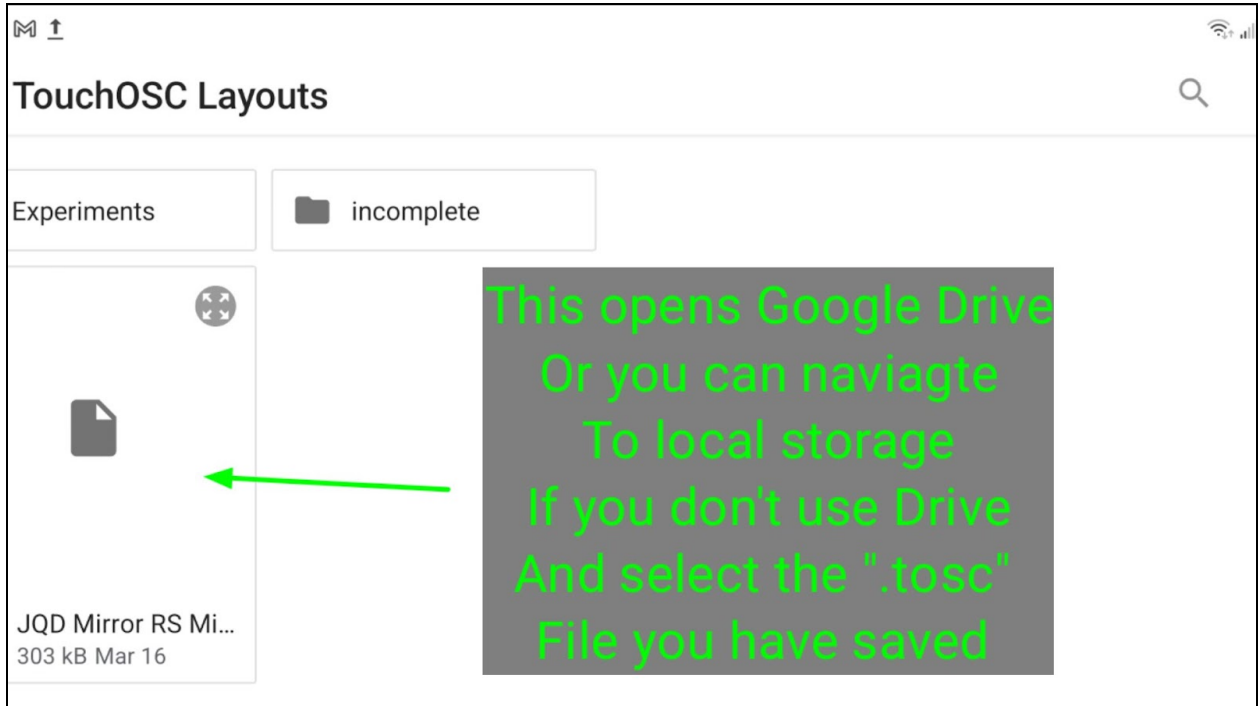 TouchOSC Layouts
Experiments
incomplete
This opens Google Drive
Or you can naviagte
To local storage
If you don't use Drive
And select the ".tosc"
File you have saved
JQD Mirror RS Mi...
303 kB Mar 16